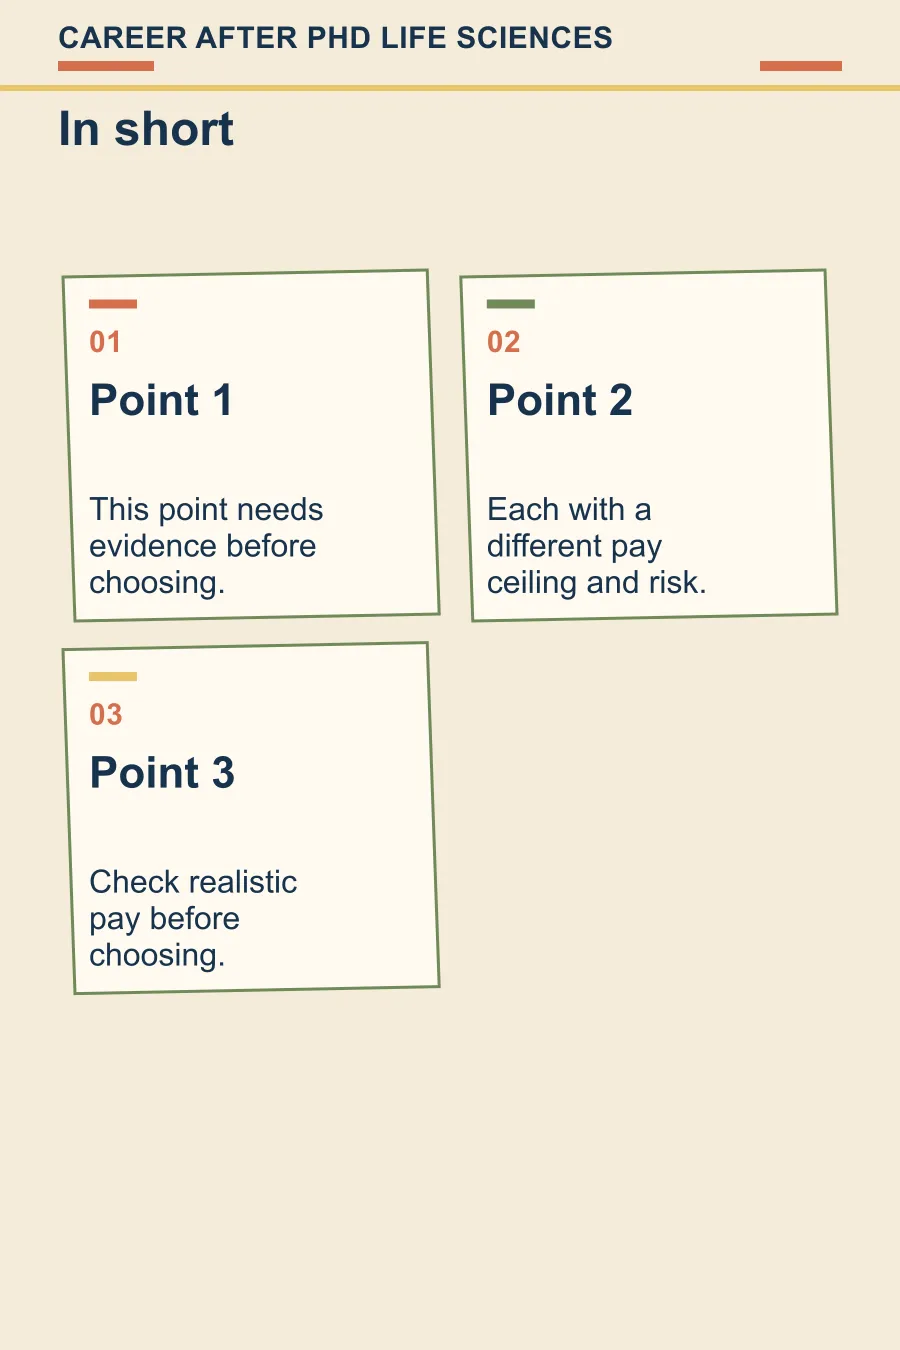 CAREER AFTER PHD LIFE SCIENCES
In short
01
Point 1
This point needs
evidence before
choosing.
02
Point 2
Each with a
different pay
ceiling and risk.
03
Point 3
Check realistic
pay before
choosing.